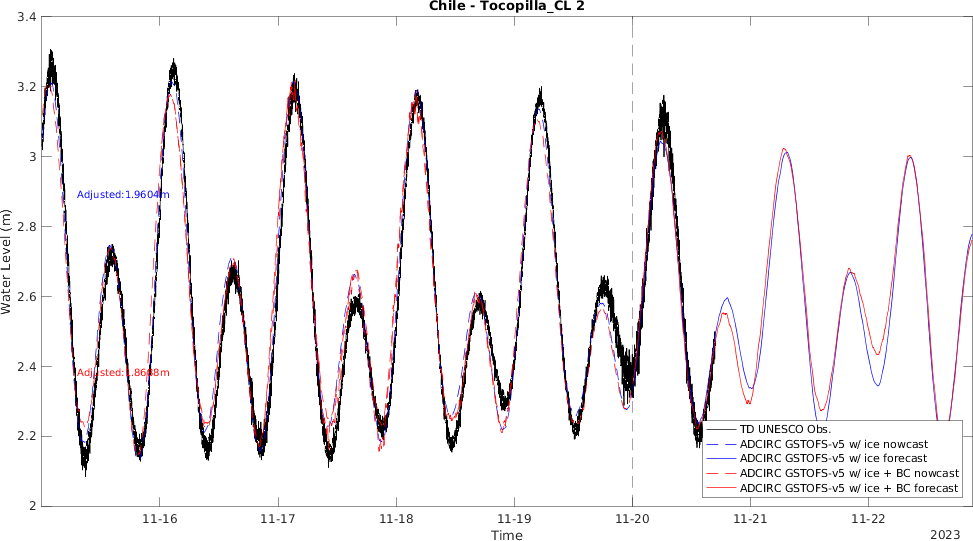 Chile - Tocopilla_CL 2
3.4
3.2
3
2.8
2.6
2.4
2.2
2
Water Level (m)
Adjusted:1.9604m
Adjusted:1.8688m
TD UNESCO Obs.
ADCIRC GSTOFS-v5 w/ ice nowcast
ADCIRC GSTOFS-v5 w/ ice forecast
ADCIRC GSTOFS-v5 w/ ice + BC nowcast
ADCIRC GSTOFS-v5 w/ ice + BC forecast
11-16
11-17
11-18
11-19
11-20
11-21
11-22
Time
2023